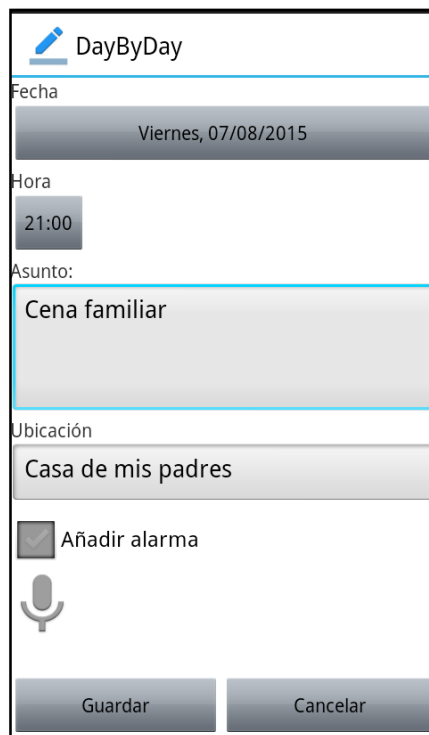 DayByDay
Fecha
Viernes, 07/08/2015
Hora
21:00
Asunto:
Cena familiar
Ubicación
Casa de mis padres
Añadir alarma
Guardar Cancelar